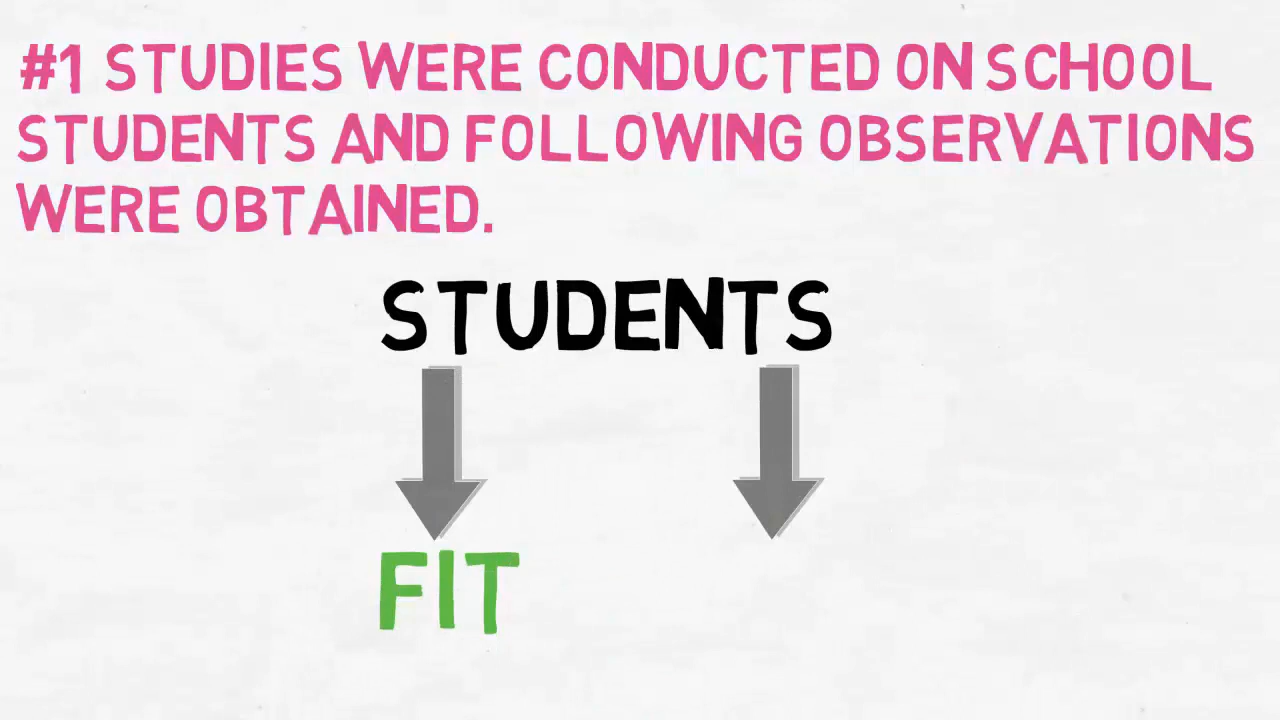 #1 STUDIES WERE CONDUCTED ON SCHOOL
STUDENTS AND FOLLOWING OBSERVATIONS
WERE OBTAINED.
STUDENTS
FIT